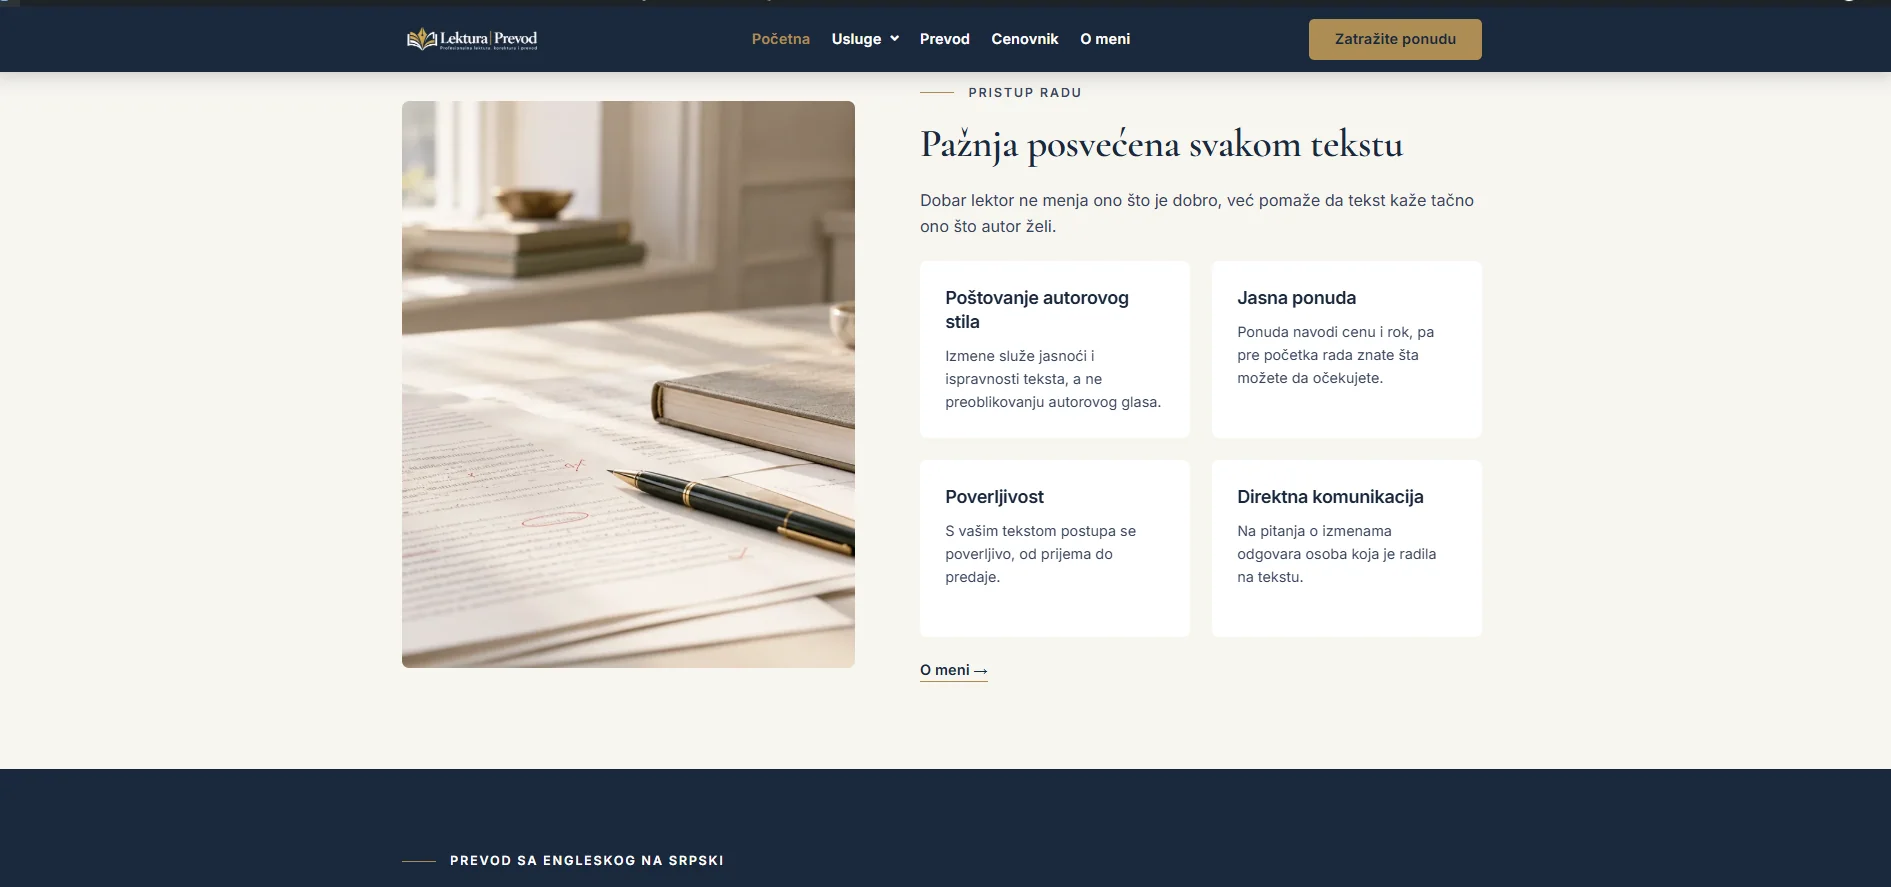 Lektura|Prevod
Profesionalna lektura, korektura i prevod
Početna
Usluge
Prevod
Cenovnik
O meni
Zatražite ponudu
PRISTUP RADU
Pažnja posvećena svakom tekstu
Dobar lektor ne menja ono što je dobro, već pomaže da tekst kaže tačno
ono što autor želi.
Poštovanje autorovog
stila
Izmene služe jasnoći i
ispravnosti teksta, a ne
preoblikovanju autorovog glasa.
Jasna ponuda
Ponuda navodi cenu i rok, pa
pre početka rada znate šta
možete da očekujete.
Poverljivost
S vašim tekstom postupa se
poverljivo, od prijema do
predaje.
Direktna komunikacija
Na pitanja o izmenama
odgovara osoba koja je radila
na tekstu.
O meni →
PREVOD SA ENGLESKOG NA SRPSKI